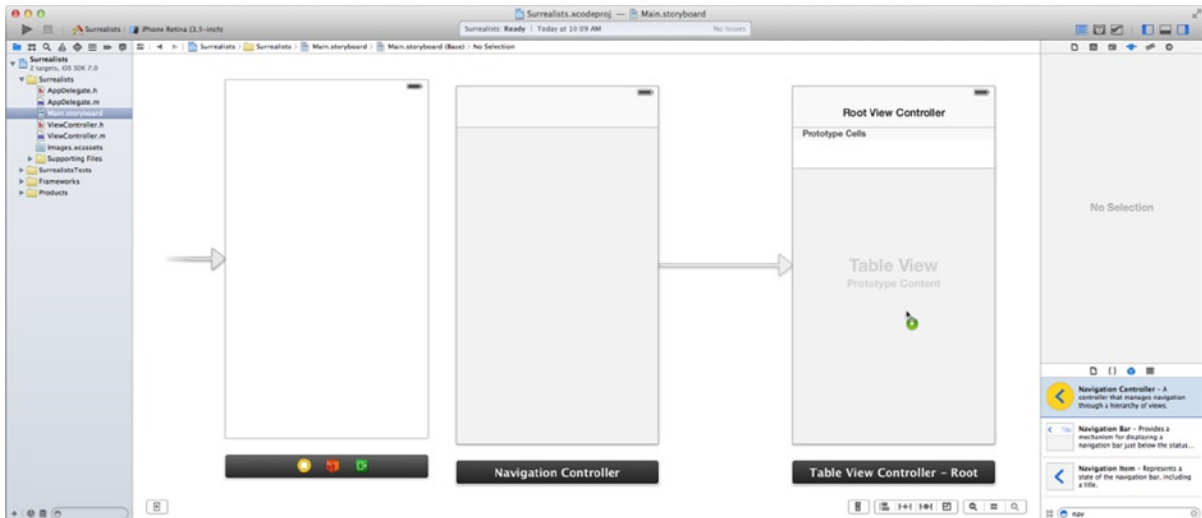 Surrealists.xcodeproj — Main.storyboard
Surrealists iPhone Retina (3.5-inch)
Surrealists: Ready | Today at 10:09 AM
No Issues
Surrealists
Surrealists
Main.storyboard
Main.storyboard (Base)
No Selection
Surrealists
2 targets, iOS SDK 7.0
Surrealists
AppDelegate.h
AppDelegate.m
Main.storyboard
ViewController.h
ViewController.m
Images.xcassets
Supporting Files
SurrealistsTests
Frameworks
Products
Root View Controller
Prototype Cells
Table View
Prototype Content
Navigation Controller
Table View Controller – Root
No Selection
Navigation Controller – A
controller that manages navigation
through a hierarchy of views.
Title
Navigation Bar – Provides a
mechanism for displaying a
navigation bar just below the status...
Navigation Item – Represents a
state of the navigation bar, including
a title.
nav